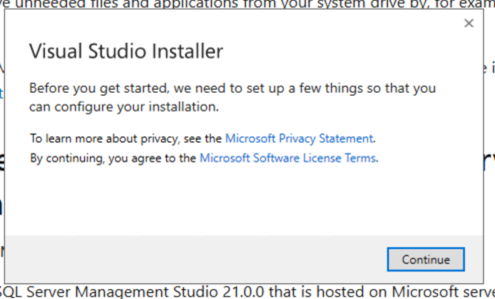 ve unneeded files and applications from your system drive by, for exam
Visual Studio Installer
Before you get started, we need to set up a few things so that you
can configure your installation.
To learn more about privacy, see the Microsoft Privacy Statement.
By continuing, you agree to the Microsoft Software License Terms.
Continue
SQL Server Management Studio 21.0.0 that is hosted on Microsoft serve